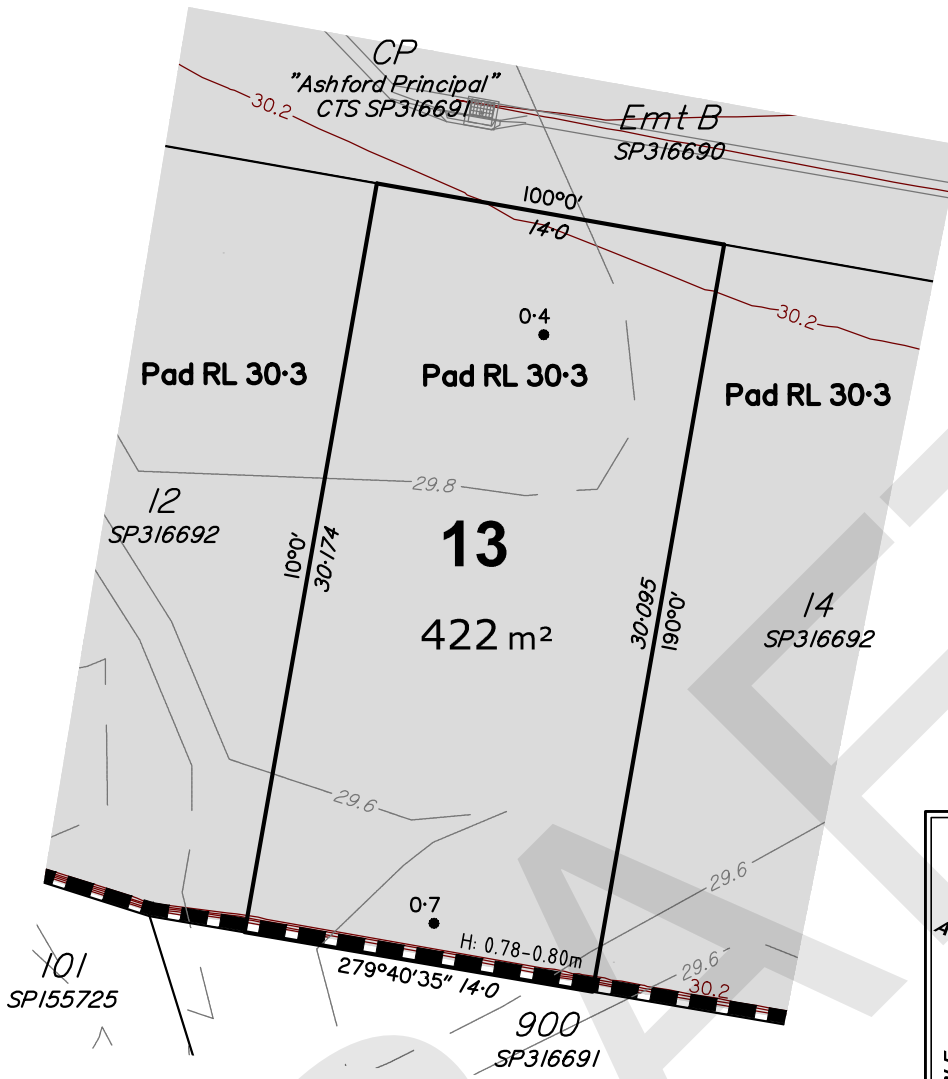 CP
"Ashford Principal"
CTS SP316691
Emt B
SP316690
30.2
100°0'
14·0
30.2
0·4
Pad RL 30·3
Pad RL 30·3
Pad RL 30·3
29.8
12
SP316692
13
422 m²
10°0'
30·174
30·095
190°0'
14
SP316692
29.6
29.6
0·7
H: 0.78-0.80m
279°40'35" 14·0
29.6
30.2
101
SP155725
900
SP316691